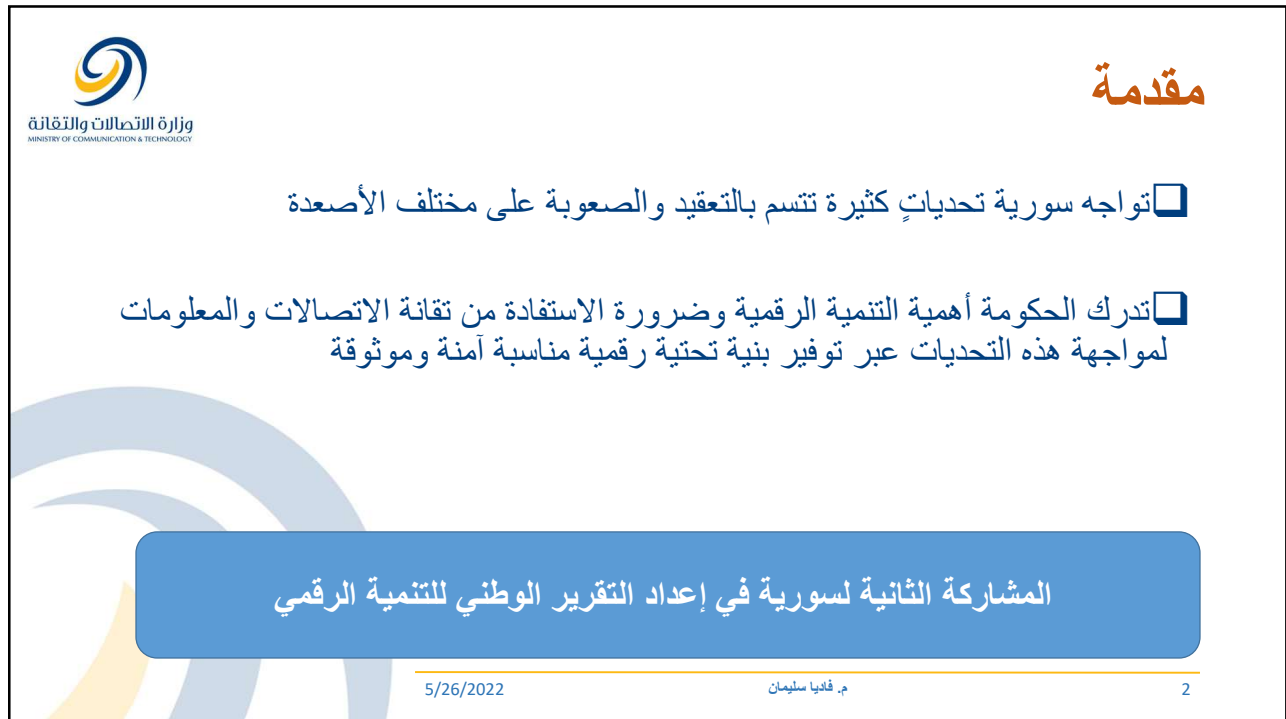 وزارة الاتصالات والتقانة
MINISTRY OF COMMUNICATION & TECHNOLOGY
مقدمة
تواجه سورية تحدياتٍ كثيرة تتسم بالتعقيد والصعوبة على مختلف الأصعدة
تدرك الحكومة أهمية التنمية الرقمية وضرورة الاستفادة من تقانة الاتصالات والمعلومات
لمواجهة هذه التحديات عبر توفير بنية تحتية رقمية مناسبة آمنة وموثوقة
المشاركة الثانية لسورية في إعداد التقرير الوطني للتنمية الرقمي
5/26/2022
م. فاديا سليمان
2